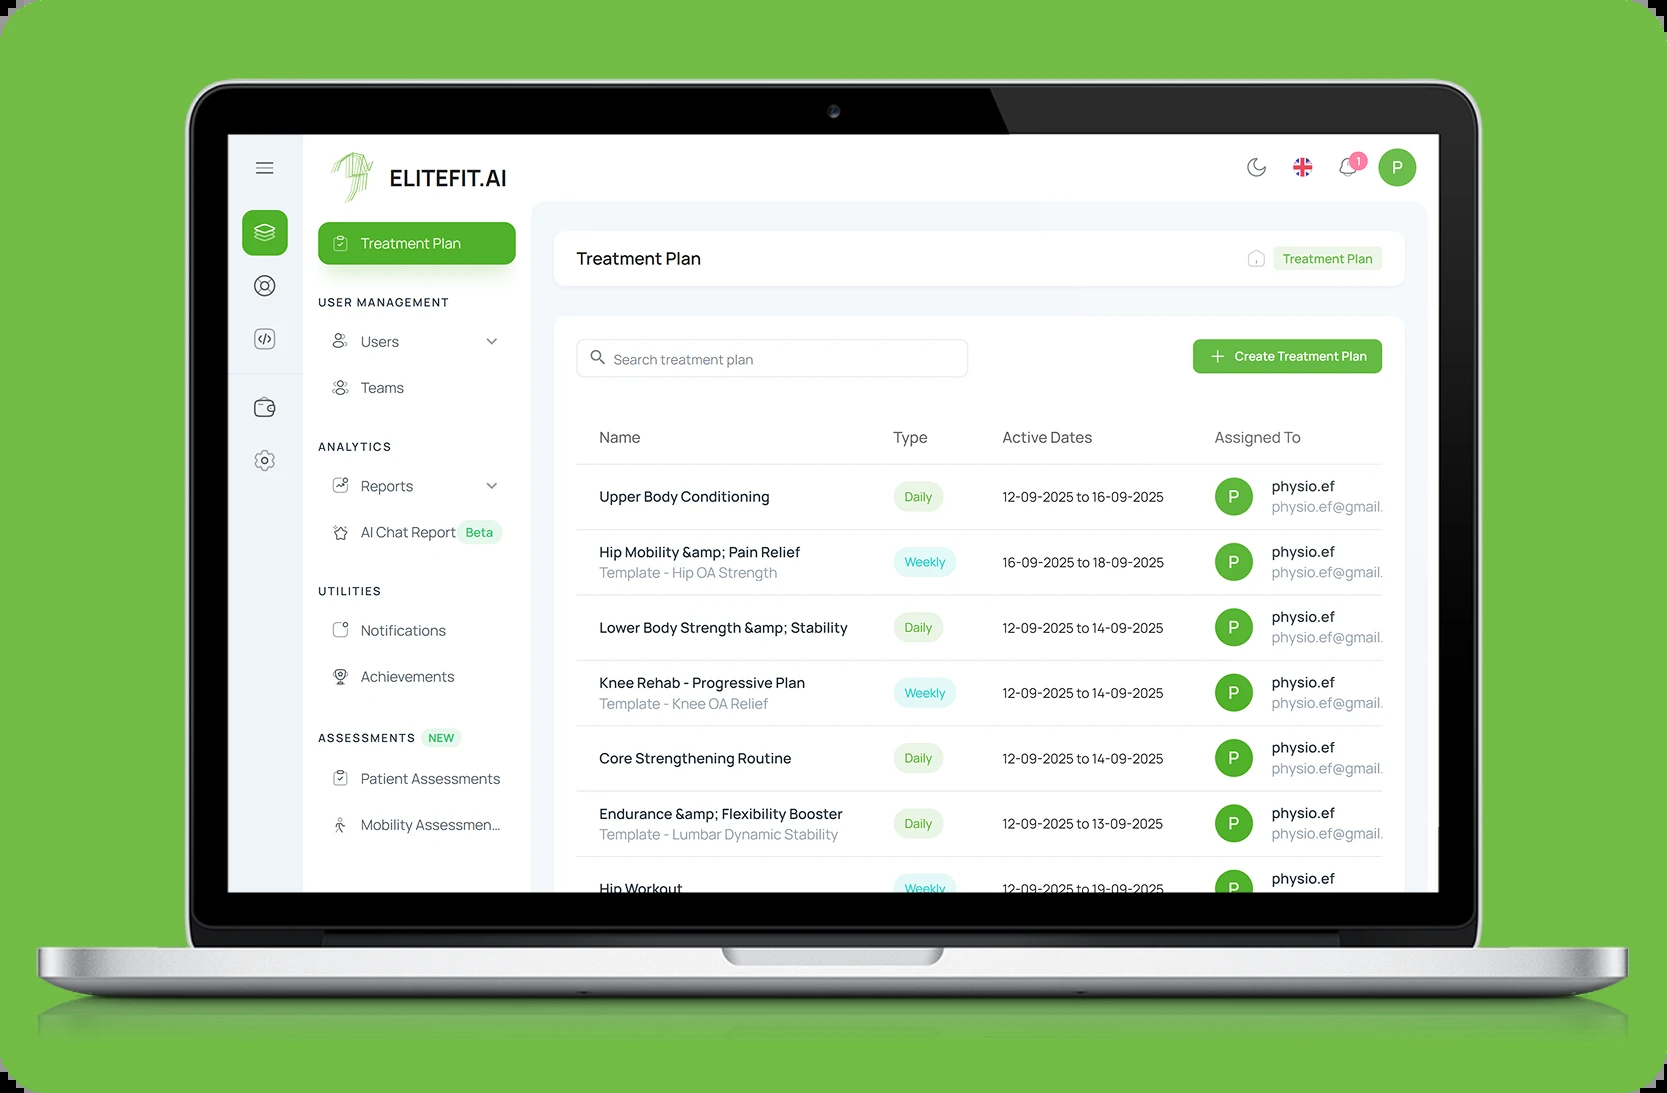 ELITEFIT.AI
1
P
Treatment Plan
USER MANAGEMENT
Users
Teams
ANALYTICS
Reports
AI Chat Report Beta
UTILITIES
Notifications
Achievements
ASSESSMENTS NEW
Patient Assessments
Mobility Assessmen...
Treatment Plan
Treatment Plan
Search treatment plan
Create Treatment Plan
Name Type Active Dates Assigned To
Upper Body Conditioning Daily 12-09-2025 to 16-09-2025 P physio.ef
physio.ef@gmail.
Hip Mobility &amp; Pain Relief Weekly 16-09-2025 to 18-09-2025 P physio.ef
Template - Hip OA Strength physio.ef@gmail.
Lower Body Strength &amp; Stability Daily 12-09-2025 to 14-09-2025 P physio.ef
physio.ef@gmail.
Knee Rehab - Progressive Plan Weekly 12-09-2025 to 14-09-2025 P physio.ef
Template - Knee OA Relief physio.ef@gmail.
Core Strengthening Routine Daily 12-09-2025 to 14-09-2025 P physio.ef
physio.ef@gmail.
Endurance &amp; Flexibility Booster Daily 12-09-2025 to 13-09-2025 P physio.ef
Template - Lumbar Dynamic Stability physio.ef@gmail.
Hip Workout Weekly 12-09-2025 to 19-09-2025 P physio.ef